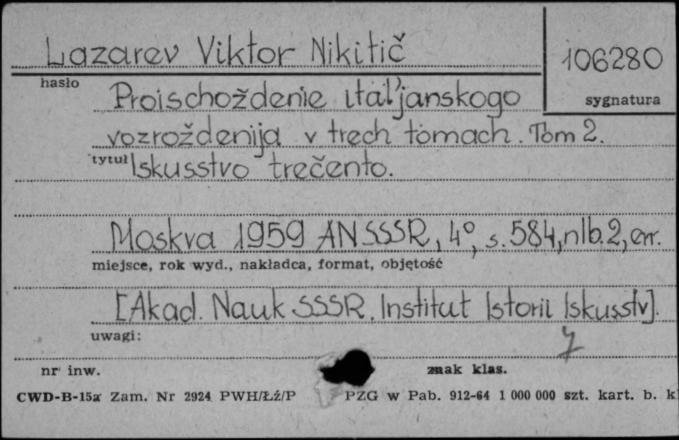 Lazarev Viktor Nikitič
106280
hasło
sygnatura
Proischoždenie ital'janskogo
vozroždenija v trech tomach. Tom 2.
tytuł
Iskusstvo trečento.
Moskva 1959 AN SSSR, 4°, s. 584, nlb. 2, err.
miejsce, rok wyd., nakładca, format, objętość
[Akad. Nauk SSSR. Institut Istorii Iskusstv].
uwagi:
7
nr inw.
znak klas.
CWD-B-15a Zam. Nr 2924 PWH/Łź/P PZG w Pab. 912-64 1 000 000 szt. kart. b. k